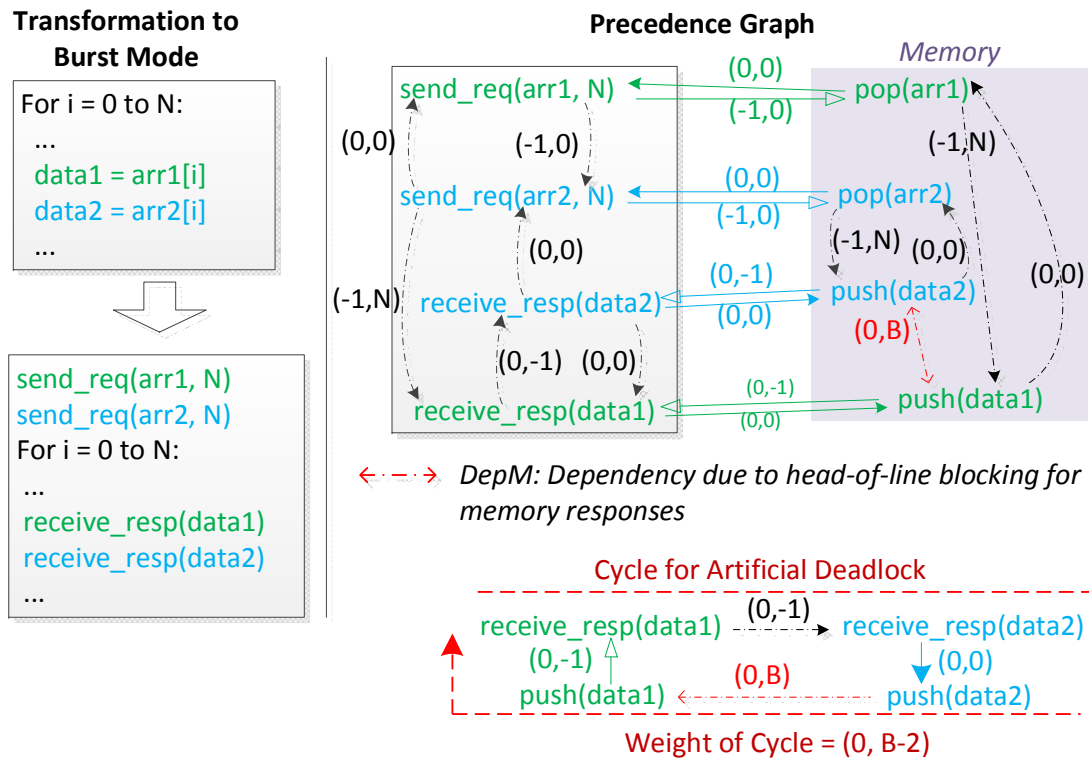 Transformation to
Burst Mode
For i = 0 to N:
...
data1 = arr1[i]
data2 = arr2[i]
...
send_req(arr1, N)
send_req(arr2, N)
For i = 0 to N:
...
receive_resp(data1)
receive_resp(data2)
...
Precedence Graph
Memory
send_req(arr1, N)
(0,0)
(-1,0)
pop(arr1)
(0,0)
(-1,0)
(-1,N)
send_req(arr2, N)
(0,0)
(-1,0)
pop(arr2)
(0,0)
(-1,N)
(0,0)
(0,0)
(-1,N)
receive_resp(data2)
(0,-1)
(0,0)
push(data2)
(0,B)
(0,-1)
(0,0)
receive_resp(data1)
(0,-1)
(0,0)
push(data1)
DepM: Dependency due to head-of-line blocking for
memory responses
Cycle for Artificial Deadlock
receive_resp(data1)
(0,-1)
receive_resp(data2)
(0,-1)
(0,0)
push(data1)
(0,B)
push(data2)
Weight of Cycle = (0, B-2)